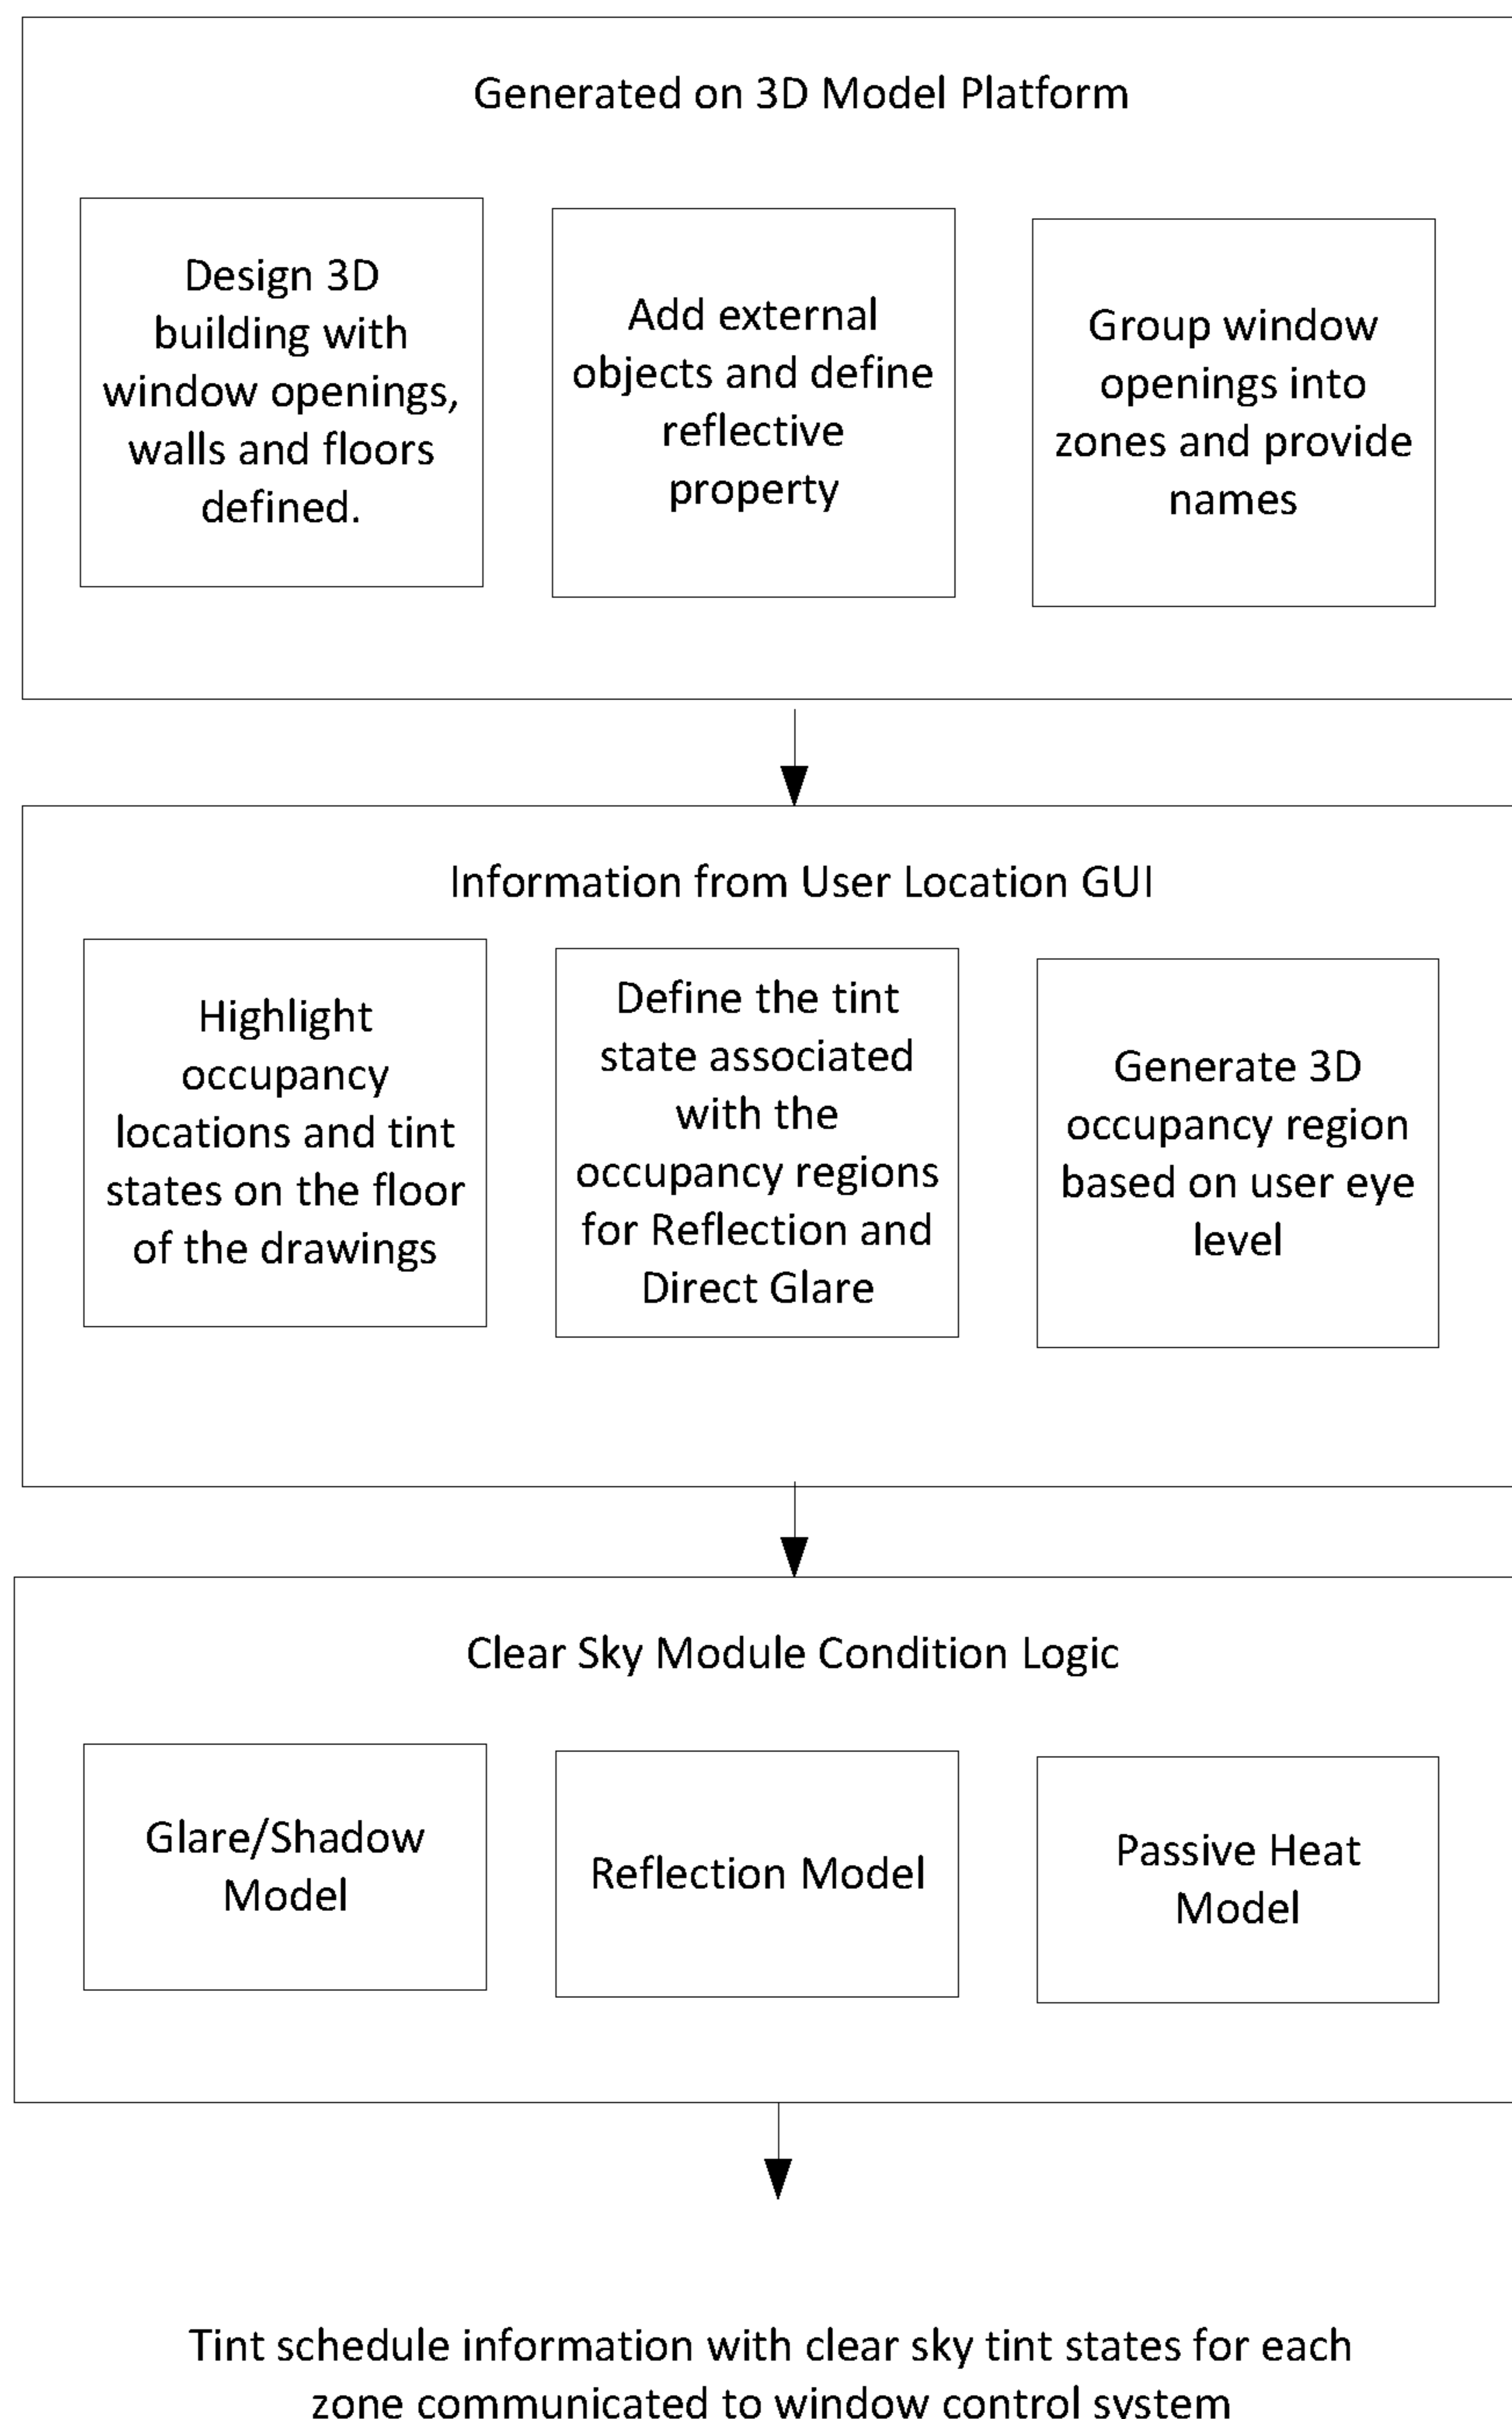 Generated on 3D Model Platform
Design 3D
building with
window openings,
walls and floors
defined.
Add external
objects and define
reflective
property
Group window
openings into
zones and provide
names
Information from User Location GUI
Highlight
occupancy
locations and tint
states on the floor
of the drawings
Define the tint
state associated
with the
occupancy regions
for Reflection and
Direct Glare
Generate 3D
occupancy region
based on user eye
level
Clear Sky Module Condition Logic
Glare/Shadow
Model
Reflection Model
Passive Heat
Model
Tint schedule information with clear sky tint states for each
zone communicated to window control system